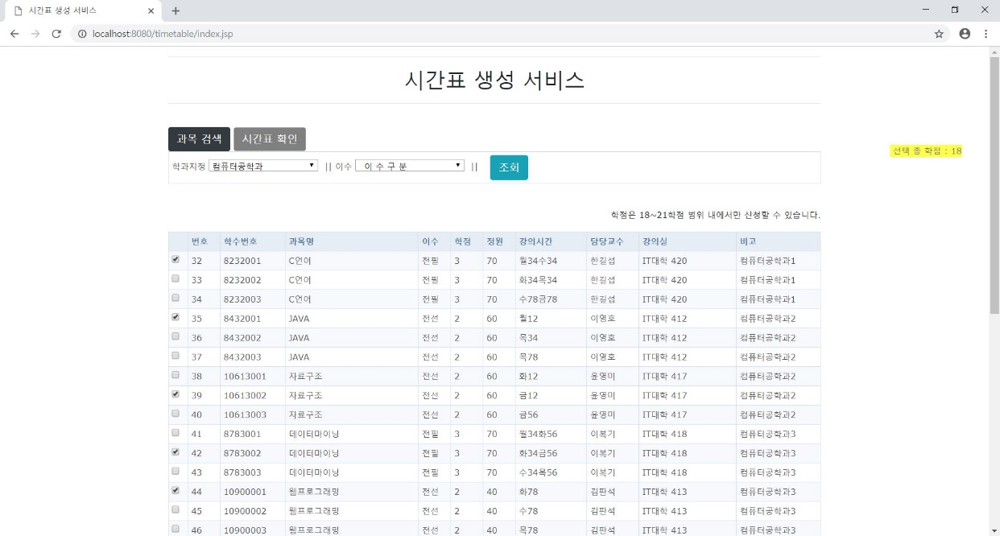 시간표 생성 서비스
localhost:8080/timetable/index.jsp
시간표 생성 서비스
과목 검색 시간표 확인
선택 총 학점 : 18
학과지정 컴퓨터공학과 || 이수 이 수 구 분 || 조회
학점은 18~21학점 범위 내에서만 신청할 수 있습니다.
번호 학수번호 과목명 이수 학점 정원 강의시간 담당교수 강의실 비고
32 8232001 C언어 전필 3 70 월34수34 한길섭 IT대학 420 컴퓨터공학과1
33 8232002 C언어 전필 3 70 화34목34 한길섭 IT대학 420 컴퓨터공학과1
34 8232003 C언어 전필 3 70 수78금78 한길섭 IT대학 420 컴퓨터공학과1
35 8432001 JAVA 전선 2 60 월12 이영호 IT대학 412 컴퓨터공학과2
36 8432002 JAVA 전선 2 60 목34 이영호 IT대학 412 컴퓨터공학과2
37 8432003 JAVA 전선 2 60 목78 이영호 IT대학 412 컴퓨터공학과2
38 10613001 자료구조 전선 2 60 화12 윤영미 IT대학 417 컴퓨터공학과2
39 10613002 자료구조 전선 2 60 금12 윤영미 IT대학 417 컴퓨터공학과2
40 10613003 자료구조 전선 2 60 금56 윤영미 IT대학 417 컴퓨터공학과2
41 8783001 데이터마이닝 전필 3 70 월34화56 이복기 IT대학 418 컴퓨터공학과3
42 8783002 데이터마이닝 전필 3 70 화34금56 이복기 IT대학 418 컴퓨터공학과3
43 8783003 데이터마이닝 전필 3 70 수34목56 이복기 IT대학 418 컴퓨터공학과3
44 10900001 웹프로그래밍 전선 2 40 화78 김판석 IT대학 413 컴퓨터공학과3
45 10900002 웹프로그래밍 전선 2 40 수78 김판석 IT대학 413 컴퓨터공학과3
46 10900003 웹프로그래밍 전선 2 40 목78 김판석 IT대학 413 컴퓨터공학과3